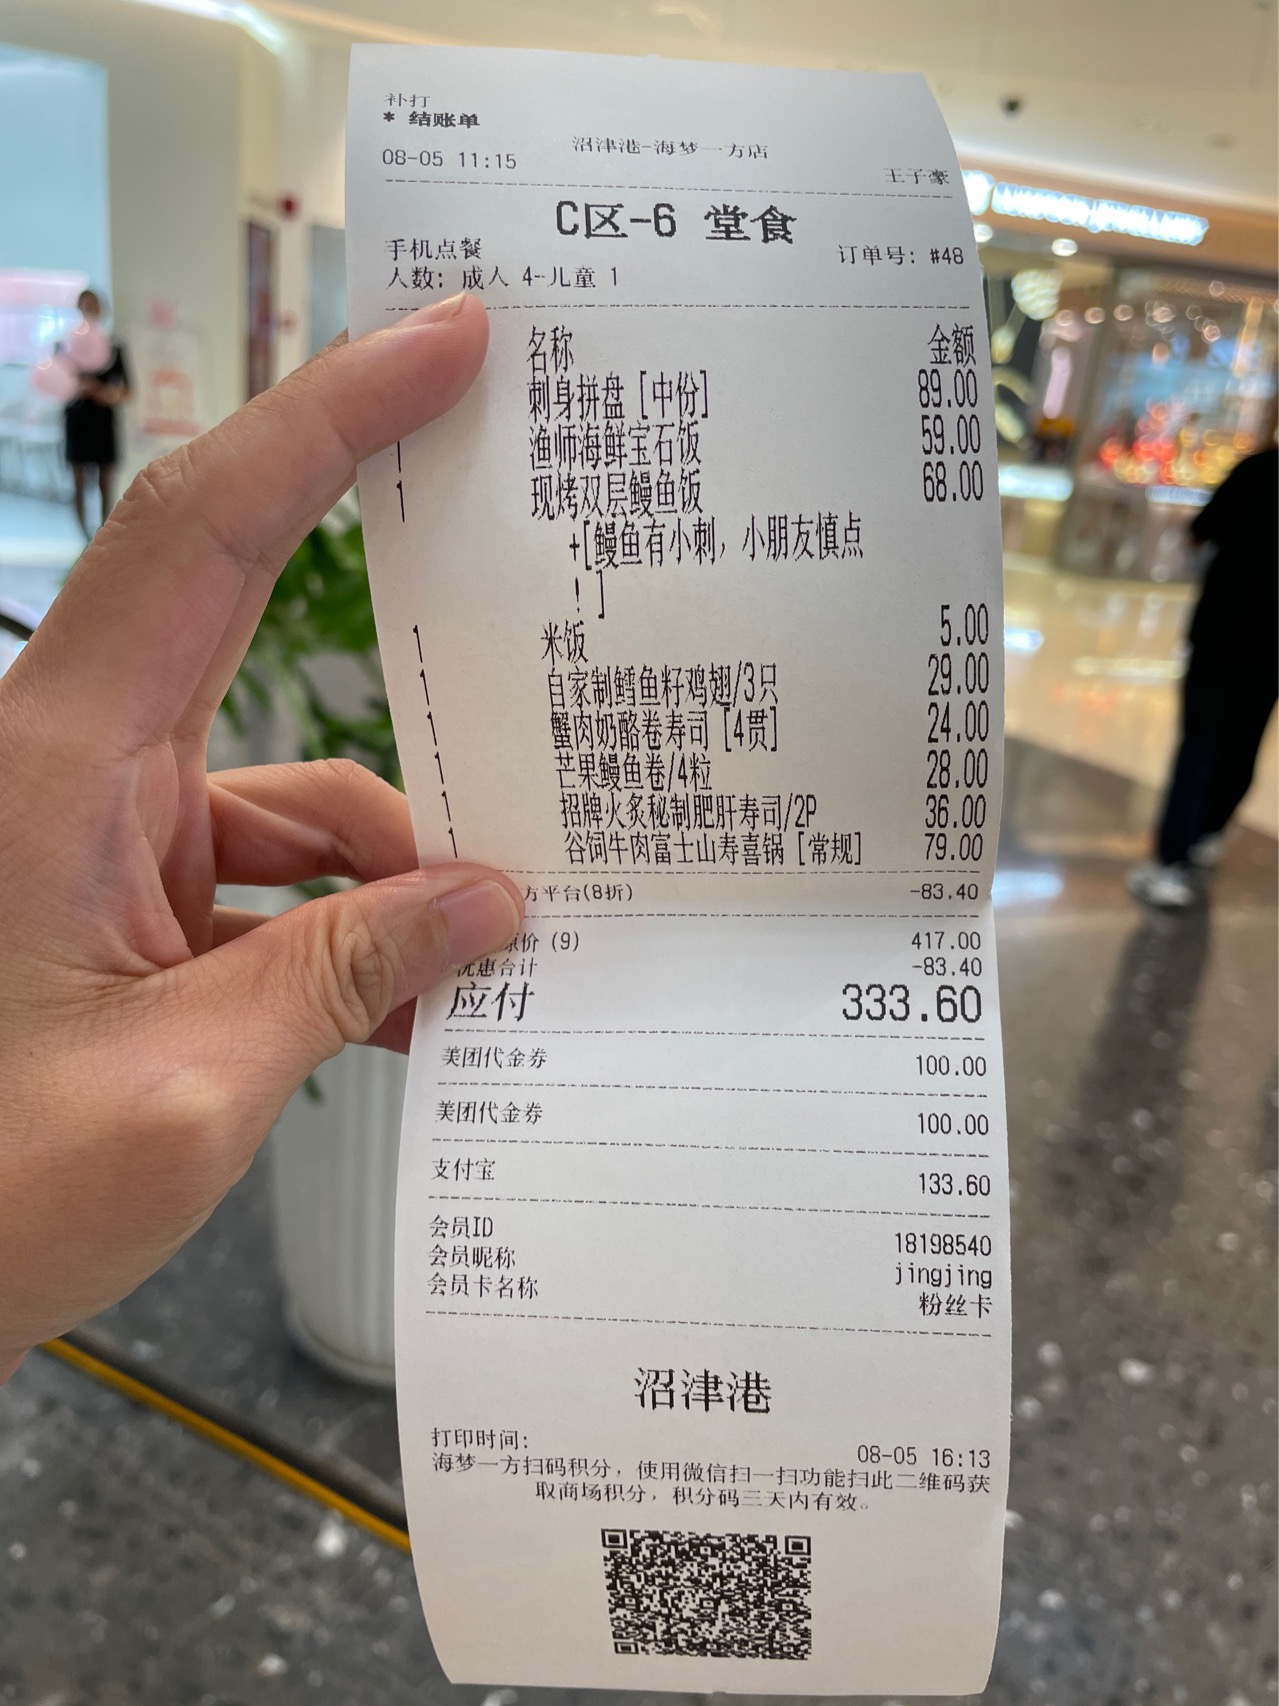 补打
* 结账单
沼津港-海梦一方店
08-05 11:15 王子豪
C区-6 堂食
手机点餐 订单号: #48
人数: 成人 4--儿童 1
名称 金额
刺身拼盘 [中份] 89.00
1 渔师海鲜宝石饭 59.00
1 现烤双层鳗鱼饭 68.00
+[鳗鱼有小刺，小朋友慎点
! ]
1 米饭 5.00
1 自家制鳕鱼籽鸡翅/3只 29.00
1 蟹肉奶酪卷寿司 [4贯] 24.00
1 芒果鳗鱼卷/4粒 28.00
1 招牌火炙秘制肥肝寿司/2P 36.00
1 谷饲牛肉富士山寿喜锅 [常规] 79.00
方平台(8折) -83.40
原价 (9) 417.00
优惠合计 -83.40
应付 333.60
美团代金券 100.00
美团代金券 100.00
支付宝 133.60
会员ID 18198540
会员昵称 jingjing
会员卡名称 粉丝卡
沼津港
打印时间: 08-05 16:13
海梦一方扫码积分，使用微信扫一扫功能扫此二维码获
取商场积分，积分码三天内有效。